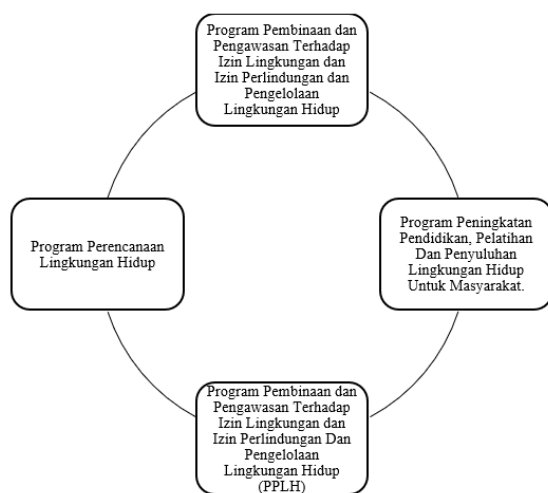 Program Pembinaan dan
Pengawasan Terhadap
Izin Lingkungan dan
Izin Perlindungan dan
Pengelolaan
Lingkungan Hidup
Program Perencanaan
Lingkungan Hidup
Program Peningkatan
Pendidikan, Pelatihan
Dan Penyuluhan
Lingkungan Hidup
Untuk Masyarakat.
Program Pembinaan dan
Pengawasan Terhadap
Izin Lingkungan dan
Izin Perlindungan Dan
Pengelolaan
Lingkungan Hidup
(PPLH)